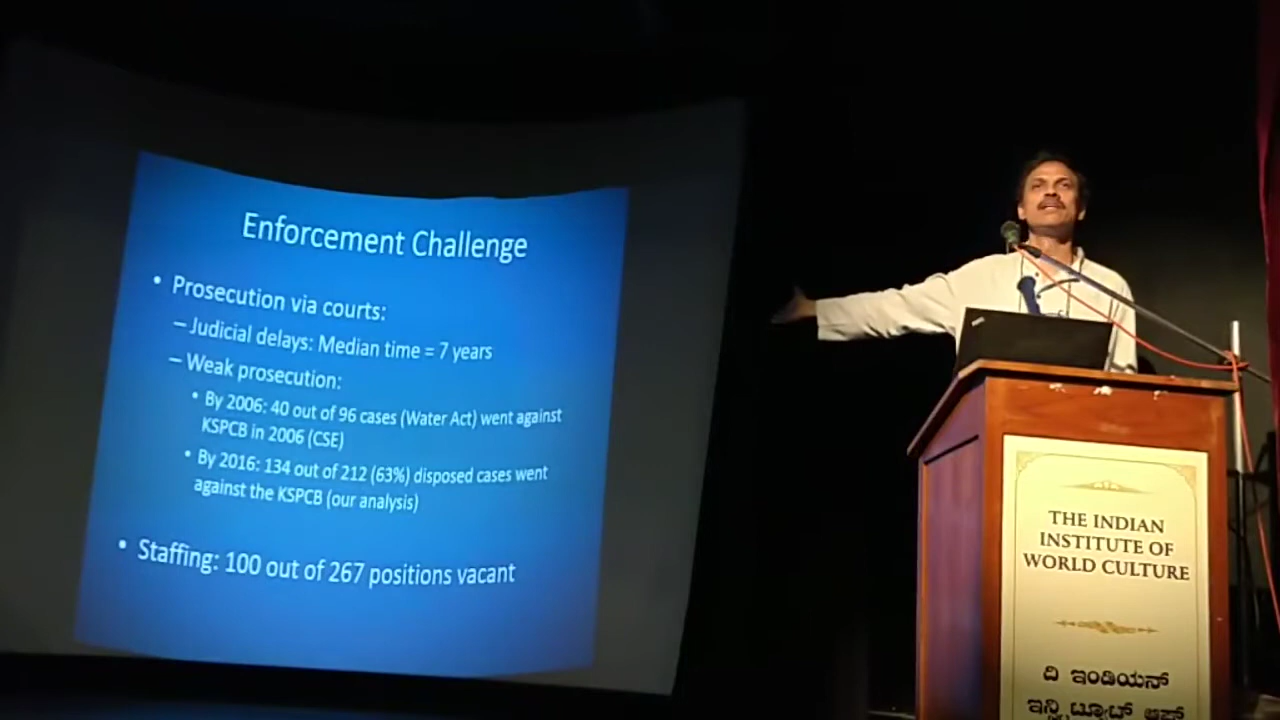 Enforcement Challenge
• Prosecution via courts:
– Judicial delays: Median time = 7 years
– Weak prosecution:
• By 2006: 40 out of 96 cases (Water Act) went against
KSPCB in 2006 (CSE)
• By 2016: 134 out of 212 (63%) disposed cases went
against the KSPCB (our analysis)
• Staffing: 100 out of 267 positions vacant
THE INDIAN
INSTITUTE OF
WORLD CULTURE
ದಿ ಇಂಡಿಯನ್